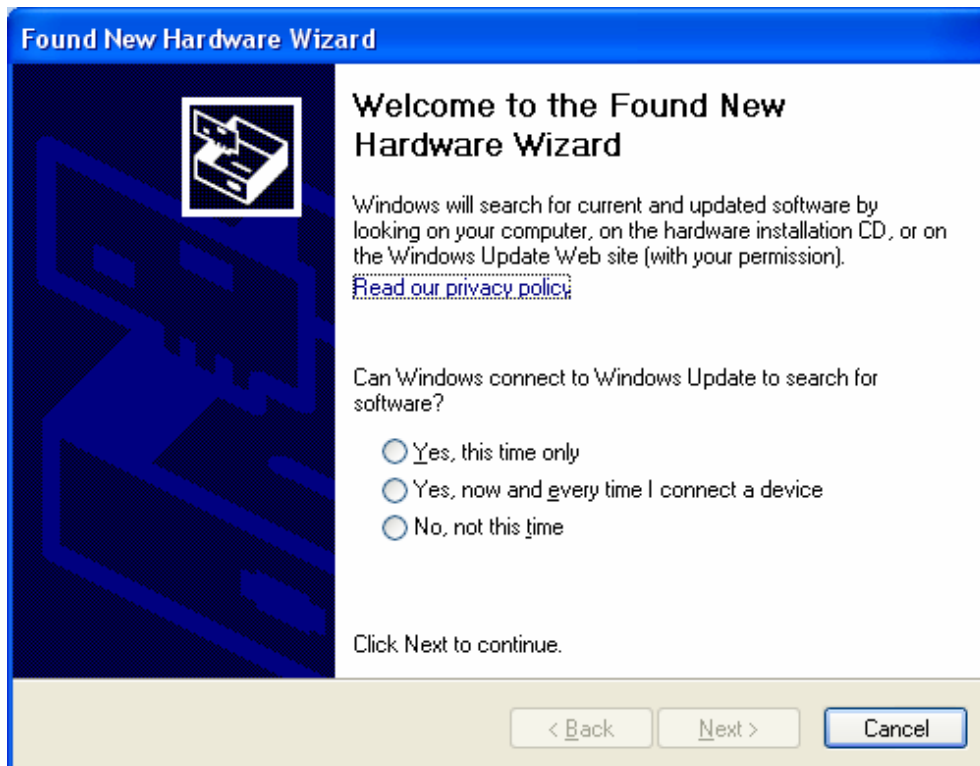 Found New Hardware Wizard
Welcome to the Found New
Hardware Wizard
Windows will search for current and updated software by
looking on your computer, on the hardware installation CD, or on
the Windows Update Web site (with your permission).
Read our privacy policy
Can Windows connect to Windows Update to search for
software?
Yes, this time only
Yes, now and every time I connect a device
No, not this time
Click Next to continue.
< Back
Next >
Cancel